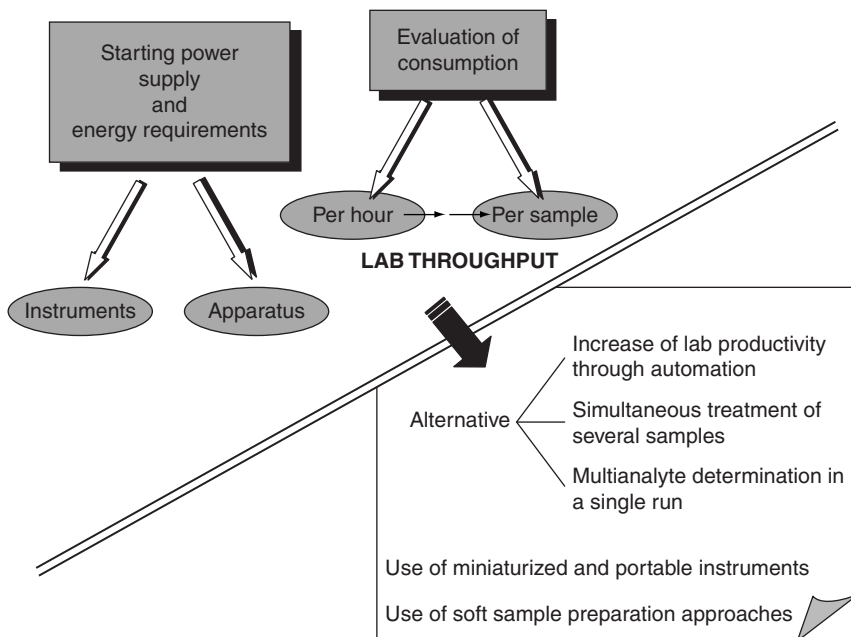 Starting power
supply
and
energy requirements
Evaluation of
consumption
Per hour
Per sample
LAB THROUGHPUT
Instruments
Apparatus
Alternative
Increase of lab productivity
through automation
Simultaneous treatment of
several samples
Multianalyte determination in
a single run
Use of miniaturized and portable instruments
Use of soft sample preparation approaches